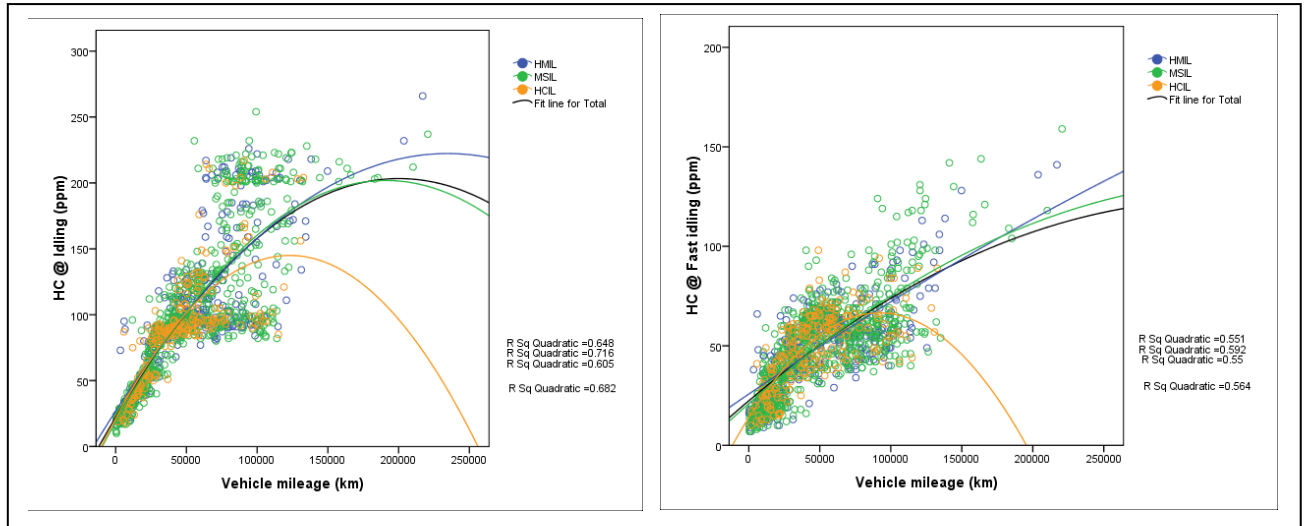 300
250
200
150
100
50
0
HC @ Idling (ppm)
0 50000 100000 150000 200000 250000
Vehicle mileage (km)
HMIL
MSIL
HCIL
Fit line for Total
R Sq Quadratic =0.648
R Sq Quadratic =0.716
R Sq Quadratic =0.605
R Sq Quadratic =0.682
200
150
100
50
0
HC @ Fast idling (ppm)
0 50000 100000 150000 200000 250000
Vehicle mileage (km)
HMIL
MSIL
HCIL
Fit line for Total
R Sq Quadratic =0.551
R Sq Quadratic =0.592
R Sq Quadratic =0.55
R Sq Quadratic =0.564